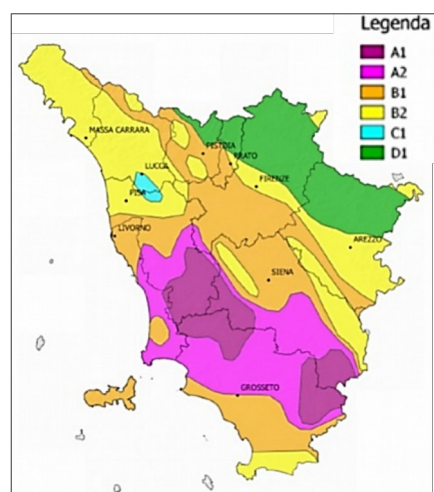 Legenda
A1
A2
B1
B2
C1
D1
MASSA CARRARA
PISTOIA
PRATO
LUCCA
FIRENZE
PISA
LIVORNO
AREZZO
SIENA
GROSSETO